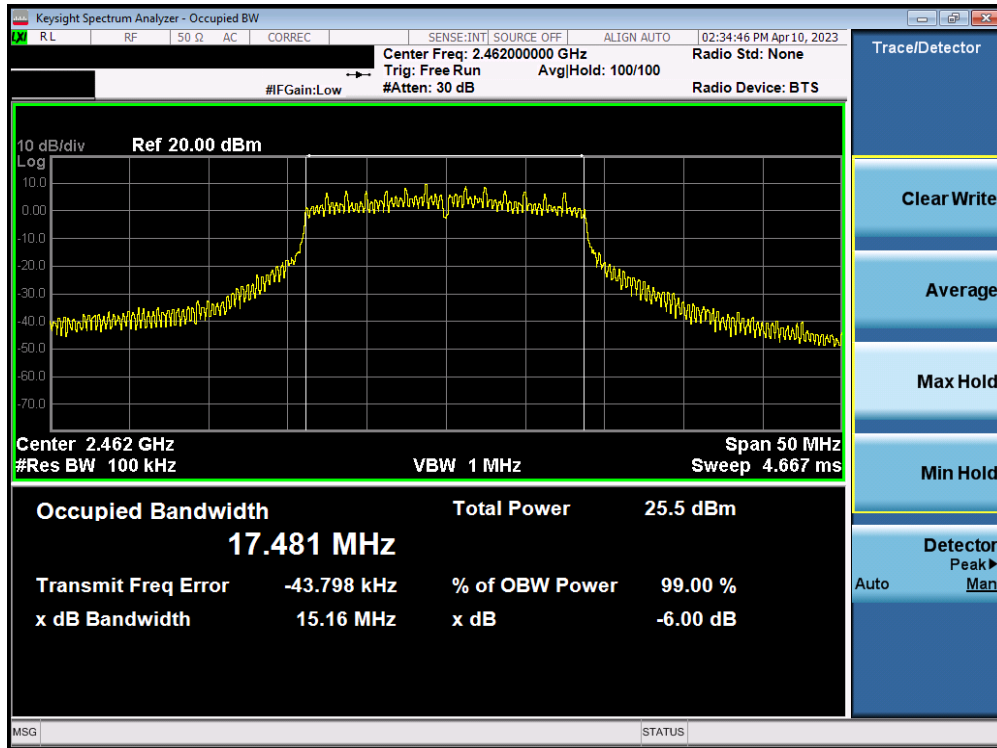 Keysight Spectrum Analyzer - Occupied BW
LXI RL RF 50 Ω AC CORREC SENSE:INT SOURCE OFF ALIGN AUTO 02:34:46 PM Apr 10, 2023
Center Freq: 2.462000000 GHz Radio Std: None
Trig: Free Run Avg|Hold: 100/100
#IFGain:Low #Atten: 30 dB Radio Device: BTS
10 dB/div Ref 20.00 dBm
Log
10.0
0.00
-10.0
-20.0
-30.0
-40.0
-50.0
-60.0
-70.0
Center 2.462 GHz Span 50 MHz
#Res BW 100 kHz VBW 1 MHz Sweep 4.667 ms
Occupied Bandwidth Total Power 25.5 dBm
17.481 MHz
Transmit Freq Error -43.798 kHz % of OBW Power 99.00 %
x dB Bandwidth 15.16 MHz x dB -6.00 dB
MSG STATUS
Trace/Detector
Clear Write
Average
Max Hold
Min Hold
Detector
Peak▶
Auto Man